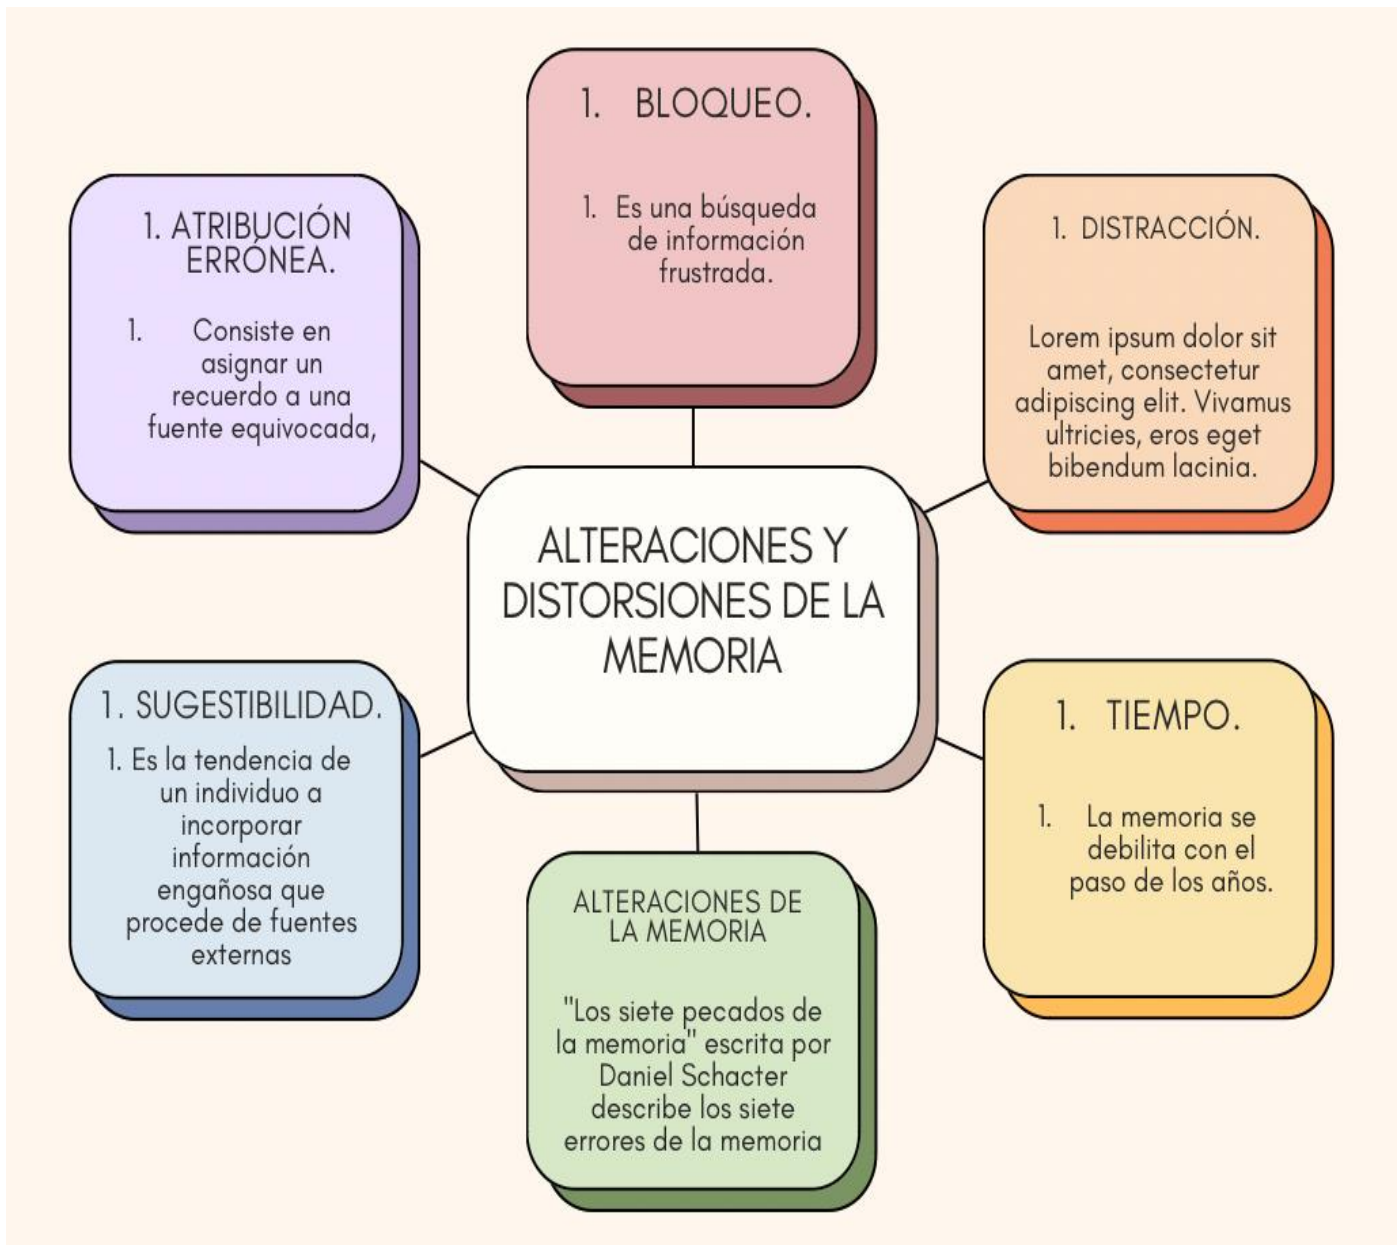 1. BLOQUEO.
1. Es una búsqueda
de información
frustrada.
1. ATRIBUCIÓN
ERRÓNEA.
1. Consiste en
asignar un
recuerdo a una
fuente equivocada,
1. DISTRACCIÓN.
Lorem ipsum dolor sit
amet, consectetur
adipiscing elit. Vivamus
ultricies, eros eget
bibendum lacinia.
ALTERACIONES Y
DISTORSIONES DE LA
MEMORIA
1. SUGESTIBILIDAD.
1. Es la tendencia de
un individuo a
incorporar
información
engañosa que
procede de fuentes
externas
1. TIEMPO.
1. La memoria se
debilita con el
paso de los años.
ALTERACIONES DE
LA MEMORIA
"Los siete pecados de
la memoria" escrita por
Daniel Schacter
describe los siete
errores de la memoria